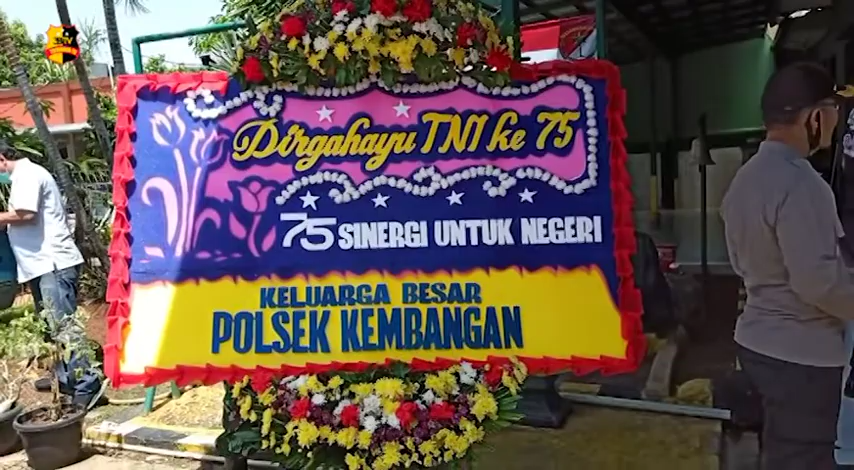 Dirgahayu TNI ke 75
75 SINERGI UNTUK NEGERI
KELUARGA BESAR
POLSEK KEMBANGAN